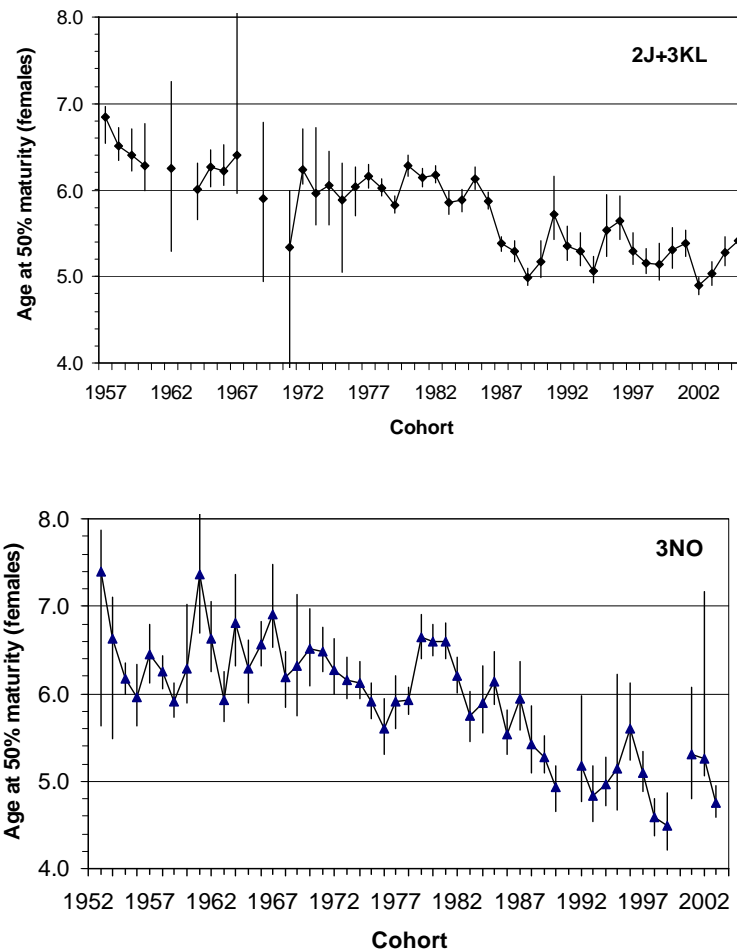 8.0
2J+3KL
7.0
6.0
5.0
4.0
Age at 50% maturity (females)
1957 1962 1967 1972 1977 1982 1987 1992 1997 2002
Cohort
8.0
3NO
7.0
6.0
5.0
4.0
Age at 50% maturity (females)
1952 1957 1962 1967 1972 1977 1982 1987 1992 1997 2002
Cohort